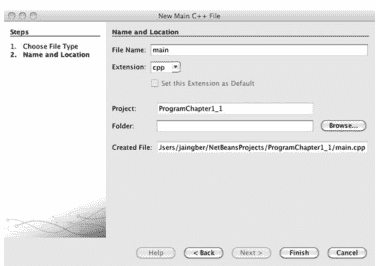 New Main C++ File
Steps
1. Choose File Type
2. Name and Location
Name and Location
File Name: main
Extension: cpp
Set this Extension as Default
Project: ProgramChapter1_1
Folder: Browse...
Created File: Jsers/jaingber/NetBeansProjects/ProgramChapter1_1/main.cpp
Help < Back Next > Finish Cancel